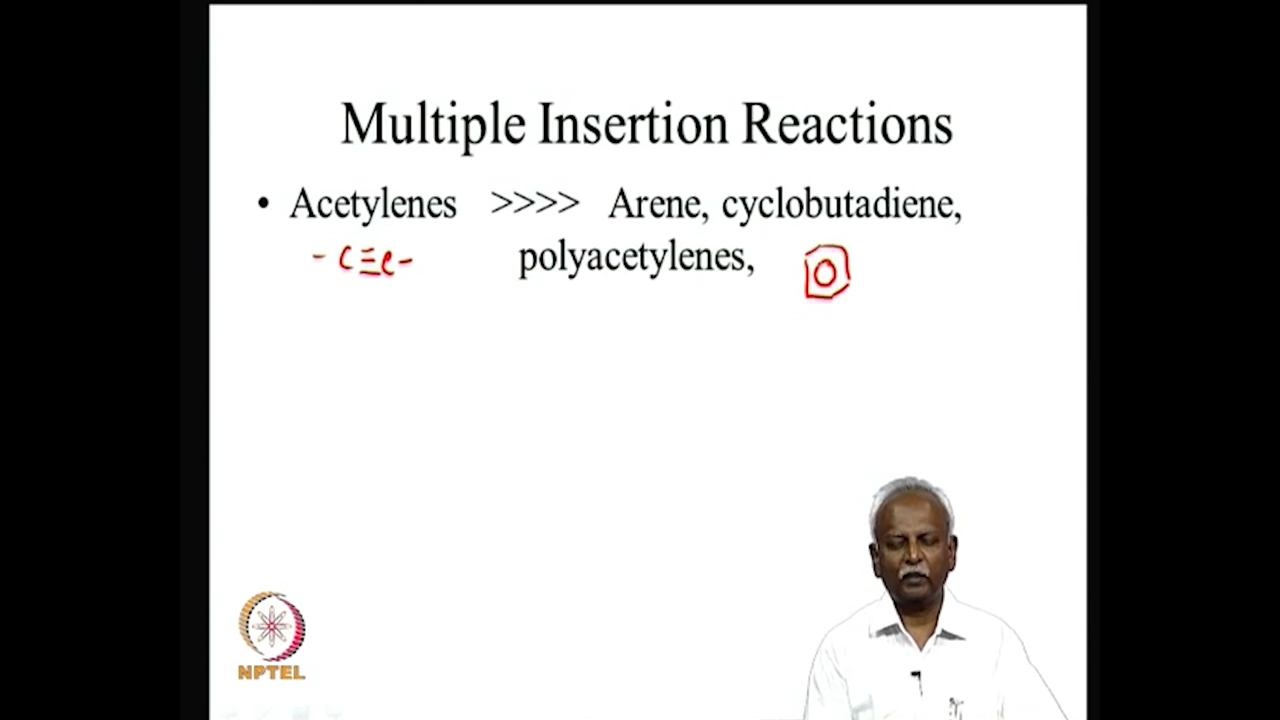 Multiple Insertion Reactions
• Acetylenes >>>> Arene, cyclobutadiene,
-C≡C- polyacetylenes,
NPTEL